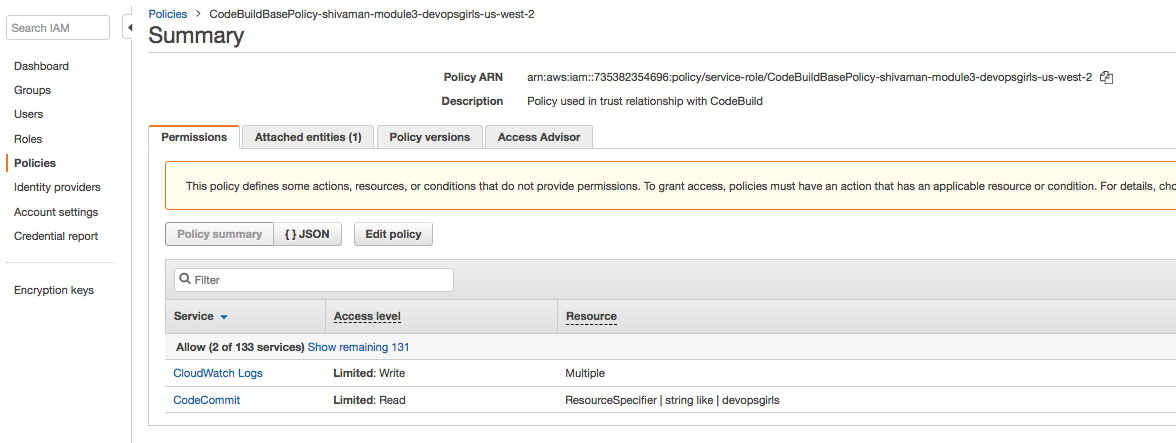 Search IAM
Dashboard
Groups
Users
Roles
Policies
Identity providers
Account settings
Credential report
Encryption keys
Policies > CodeBuildBasePolicy-shivaman-module3-devopsgirls-us-west-2
Summary
Policy ARN arn:aws:iam::735382354696:policy/service-role/CodeBuildBasePolicy-shivaman-module3-devopsgirls-us-west-2
Description Policy used in trust relationship with CodeBuild
Permissions Attached entities (1) Policy versions Access Advisor
This policy defines some actions, resources, or conditions that do not provide permissions. To grant access, policies must have an action that has an applicable resource or condition. For details, cho
Policy summary { } JSON Edit policy
Filter
Service Access level Resource
Allow (2 of 133 services) Show remaining 131
CloudWatch Logs Limited: Write Multiple
CodeCommit Limited: Read ResourceSpecifier | string like | devopsgirls